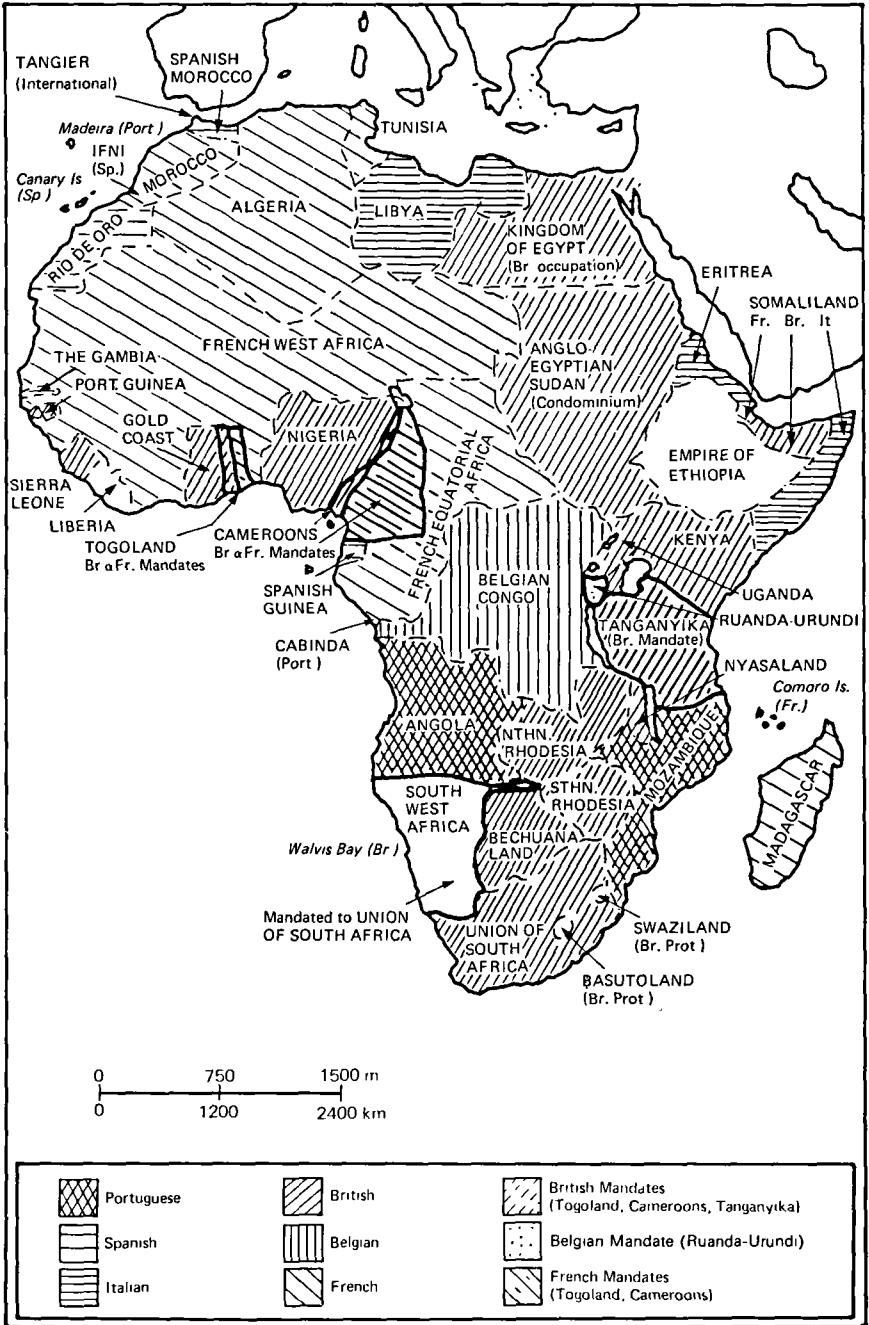 TANGIER
(International)
SPANISH
MOROCCO
Madeira (Port)
IFNI
(Sp.)
Canary Is
(Sp)
MOROCCO
TUNISIA
ALGERIA
LIBYA
KINGDOM
OF EGYPT
(Br occupation)
RIO DE ORO
ERITREA
SOMALILAND
Fr. Br. It
FRENCH WEST AFRICA
ANGLO
EGYPTIAN
SUDAN
(Condominium)
THE GAMBIA
PORT GUINEA
GOLD
COAST
NIGERIA
EMPIRE OF
ETHIOPIA
SIERRA
LEONE
LIBERIA
TOGOLAND
Br & Fr. Mandates
CAMEROONS
Br & Fr. Mandates
FRENCH EQUATORIAL
AFRICA
SPANISH
GUINEA
BELGIAN
CONGO
KENYA
UGANDA
RUANDA-URUNDI
CABINDA
(Port)
TANGANYIKA
(Br. Mandate)
NYASALAND
Comoro Is.
(Fr.)
ANGOLA
NTHN.
RHODESIA
MOZAMBIQUE
SOUTH
WEST
AFRICA
STHN.
RHODESIA
MADAGASCAR
Walvis Bay (Br)
BECHUANA
LAND
Mandated to UNION
OF SOUTH AFRICA
UNION OF
SOUTH
AFRICA
SWAZILAND
(Br. Prot)
BASUTOLAND
(Br. Prot)
0 750 1500 m
0 1200 2400 km
Portuguese
Spanish
Italian
British
Belgian
French
British Mandates
(Togoland, Cameroons, Tanganyika)
Belgian Mandate (Ruanda-Urundi)
French Mandates
(Togoland, Cameroons)